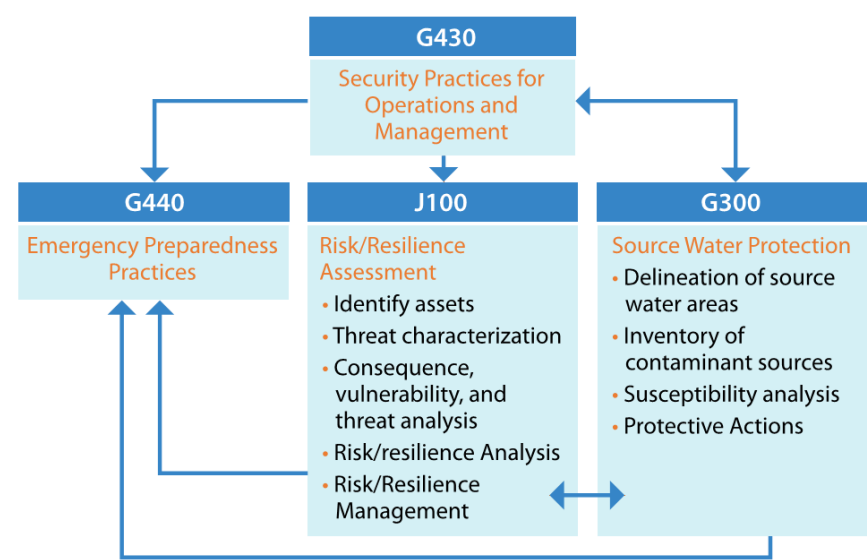 G430
Security Practices for
Operations and
Management
G440
Emergency Preparedness
Practices
J100
Risk/Resilience
Assessment
• Identify assets
• Threat characterization
• Consequence,
vulnerability, and
threat analysis
• Risk/resilience Analysis
• Risk/Resilience
Management
G300
Source Water Protection
• Delineation of source
water areas
• Inventory of
contaminant sources
• Susceptibility analysis
• Protective Actions